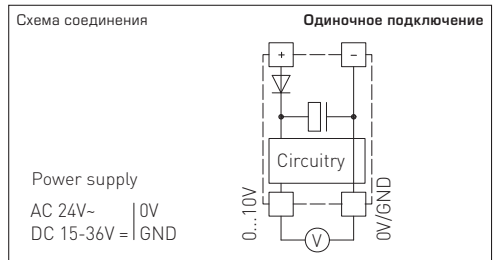 Схема соединения
Одиночное подключение
+ −
Circuitry
Power supply
AC 24V~ | 0V
DC 15-36V = | GND
0...10V
0V/GND
V